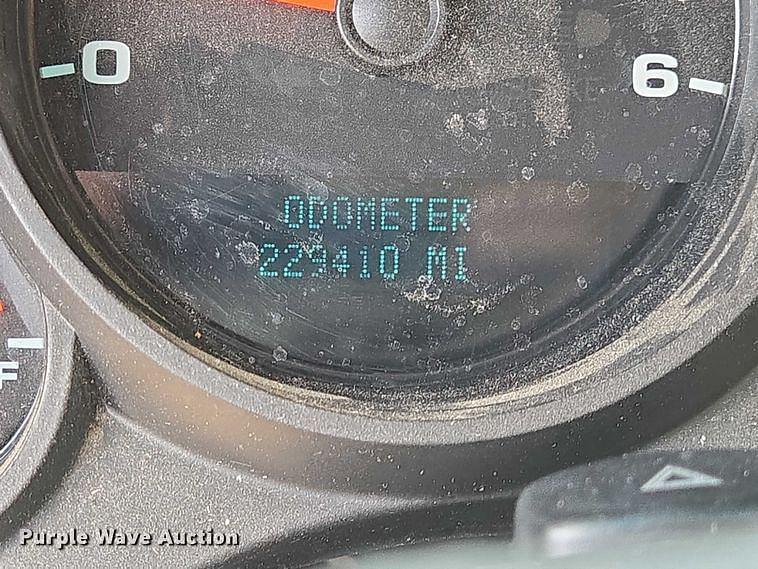 0
6
ODOMETER
229410 MI
F
Purple Wave Auction